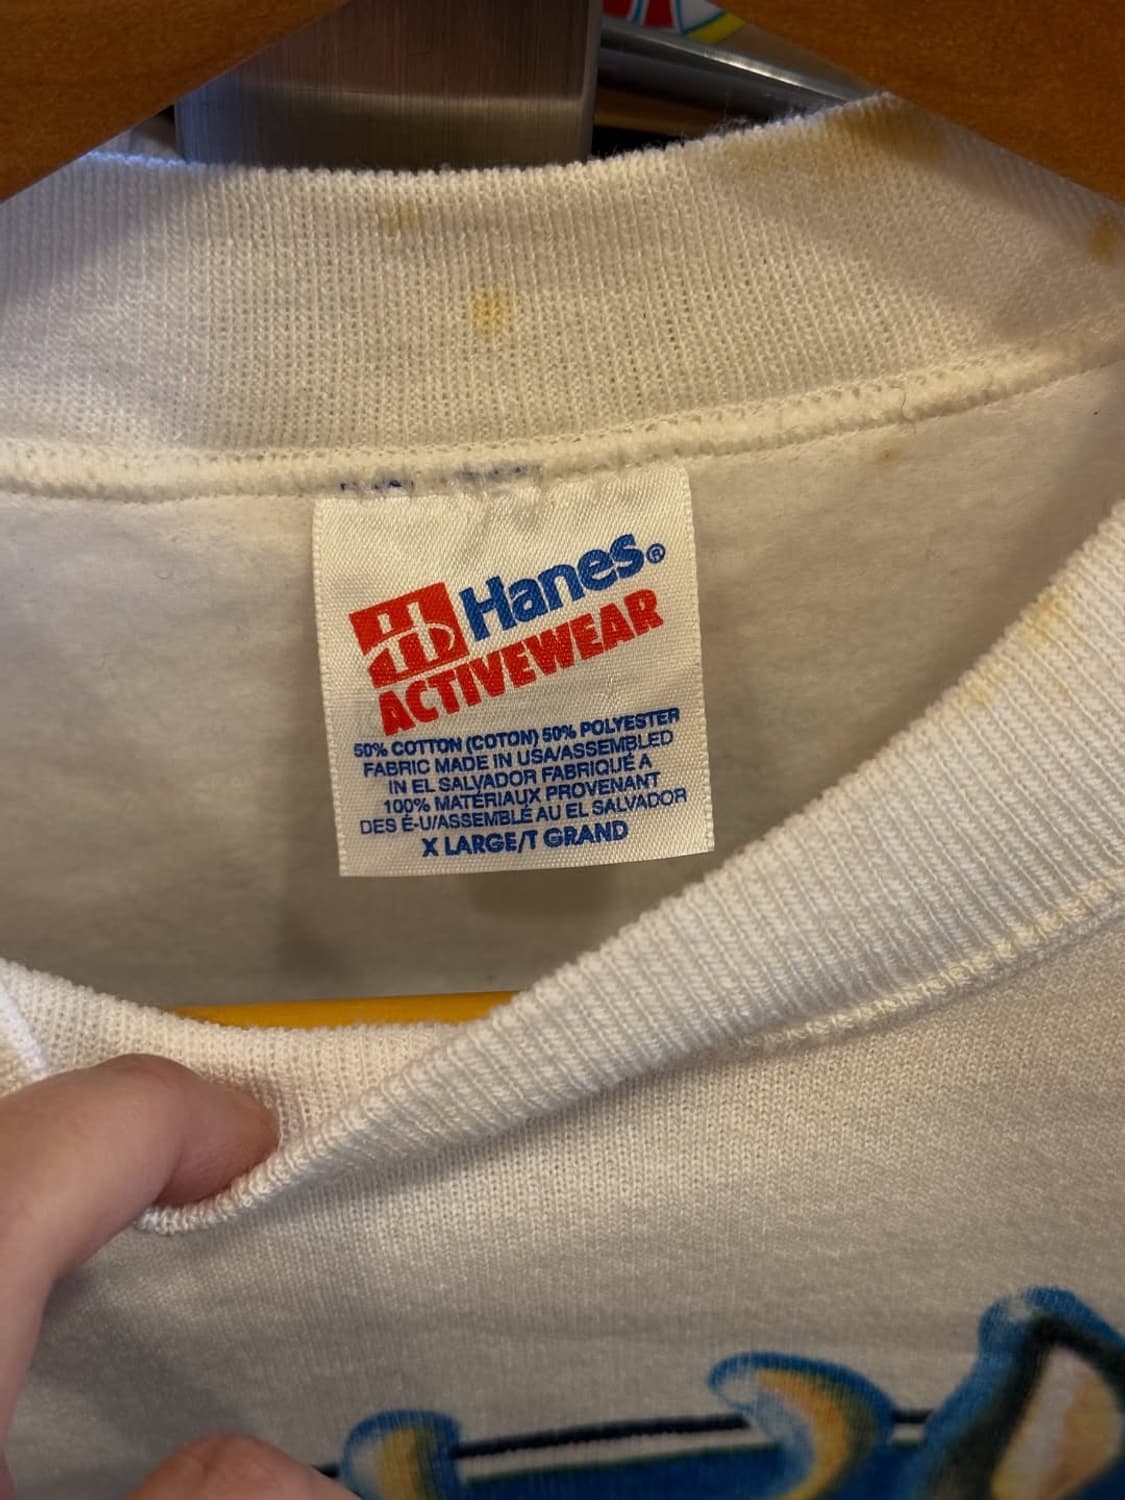 Hanes®
ACTIVEWEAR
50% COTTON (COTON) 50% POLYESTER
FABRIC MADE IN USA/ASSEMBLED
IN EL SALVADOR FABRIQUÉ À
100% MATÉRIAUX PROVENANT
DES É-U/ASSEMBLÉ AU EL SALVADOR
X LARGE/T GRAND